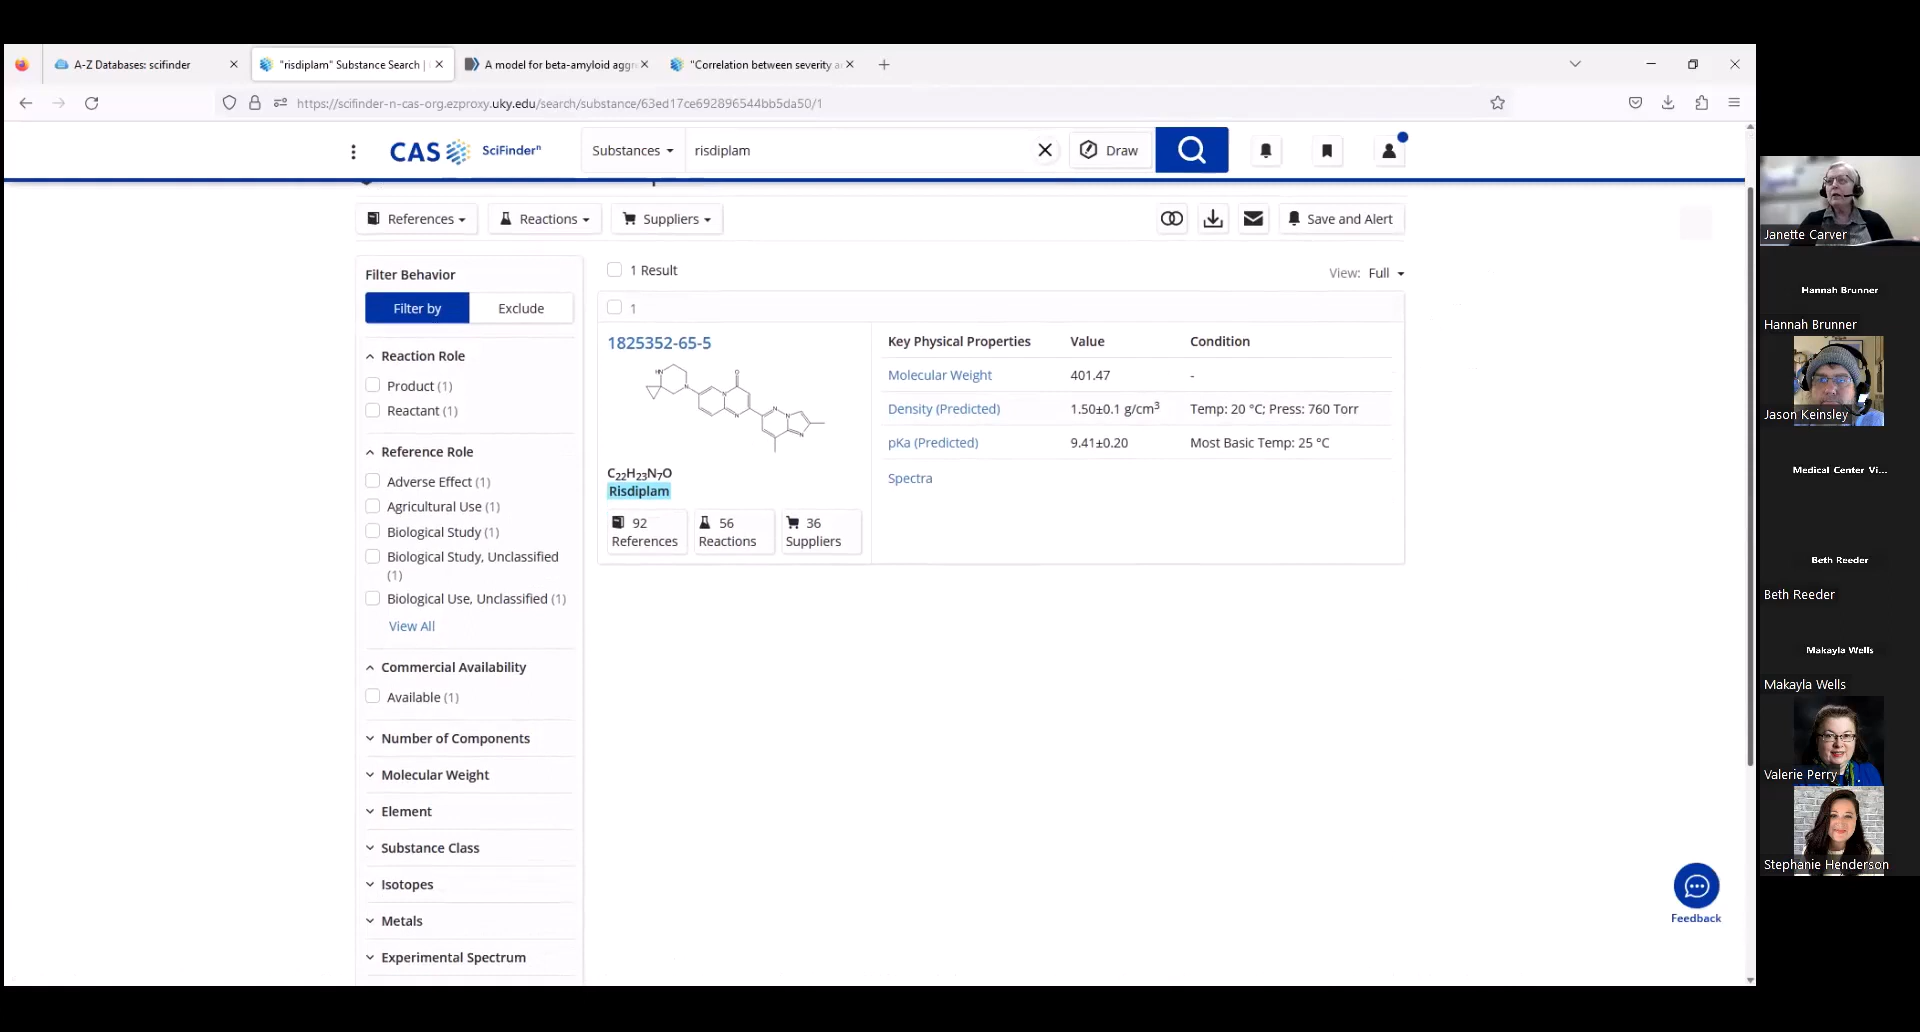 A-Z Databases: scifinder
"risdiplam" Substance Search |
A model for beta-amyloid aggr
"Correlation between severity a
https://scifinder-n-cas-org.ezproxy.uky.edu/search/substance/63ed17ce692896544bb5da50/1
CAS SciFinderⁿ
Substances
risdiplam
Draw
References
Reactions
Suppliers
Save and Alert
Filter Behavior
Filter by
Exclude
Reaction Role
Product (1)
Reactant (1)
Reference Role
Adverse Effect (1)
Agricultural Use (1)
Biological Study (1)
Biological Study, Unclassified
(1)
Biological Use, Unclassified (1)
View All
Commercial Availability
Available (1)
Number of Components
Molecular Weight
Element
Substance Class
Isotopes
Metals
Experimental Spectrum
1 Result
View: Full
1
1825352-65-5
HN
N
O
N
N
N
N
N
C₂₂H₂₃N₇O
Risdiplam
92
References
56
Reactions
36
Suppliers
Key Physical Properties Value Condition
Molecular Weight 401.47 -
Density (Predicted) 1.50±0.1 g/cm³ Temp: 20 °C; Press: 760 Torr
pKa (Predicted) 9.41±0.20 Most Basic Temp: 25 °C
Spectra
Feedback
Janette Carver
Hannah Brunner
Hannah Brunner
Jason Keinsley
Medical Center Vi...
Beth Reeder
Beth Reeder
Makayla Wells
Makayla Wells
Valerie Perry
Stephanie Henderson